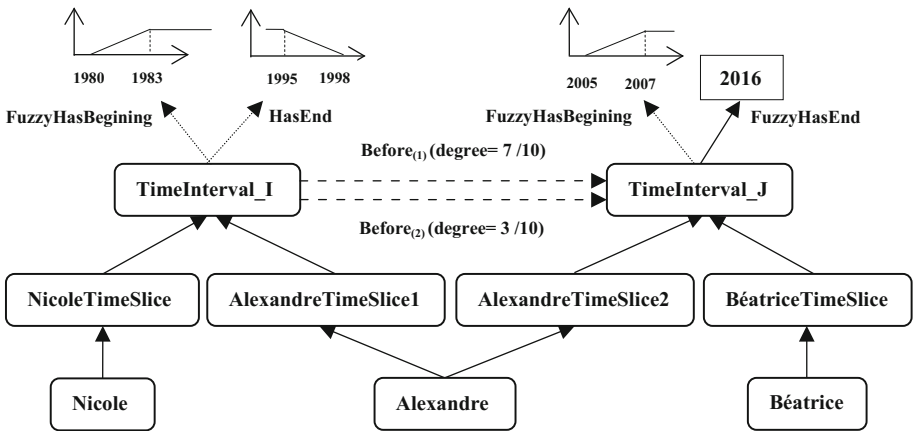 1980 1983 1995 1998 2005 2007 2016
FuzzyHasBegining HasEnd FuzzyHasBegining FuzzyHasEnd
Before(1) (degree= 7 /10)
TimeInterval_I TimeInterval_J
Before(2) (degree= 3 /10)
NicoleTimeSlice AlexandreTimeSlice1 AlexandreTimeSlice2 BéatriceTimeSlice
Nicole Alexandre Béatrice